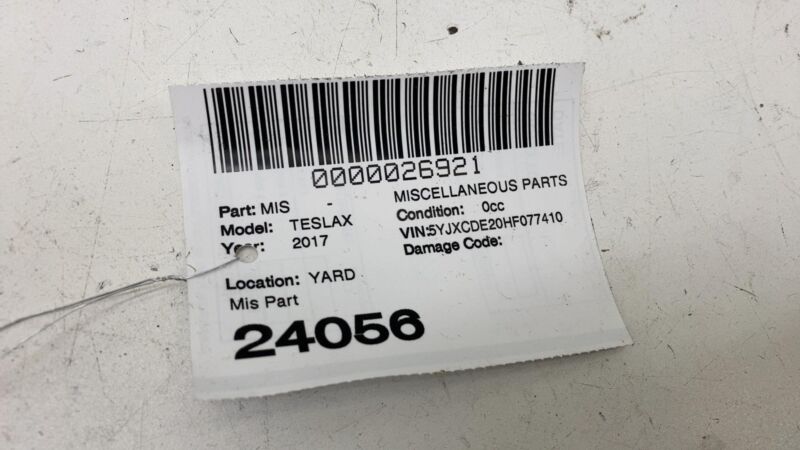 0000026921
Part: MIS - MISCELLANEOUS PARTS
Model: TESLAX Condition: 0cc
Year: 2017 VIN:5YJXCDE20HF077410
Damage Code:
Location: YARD
Mis Part
24056